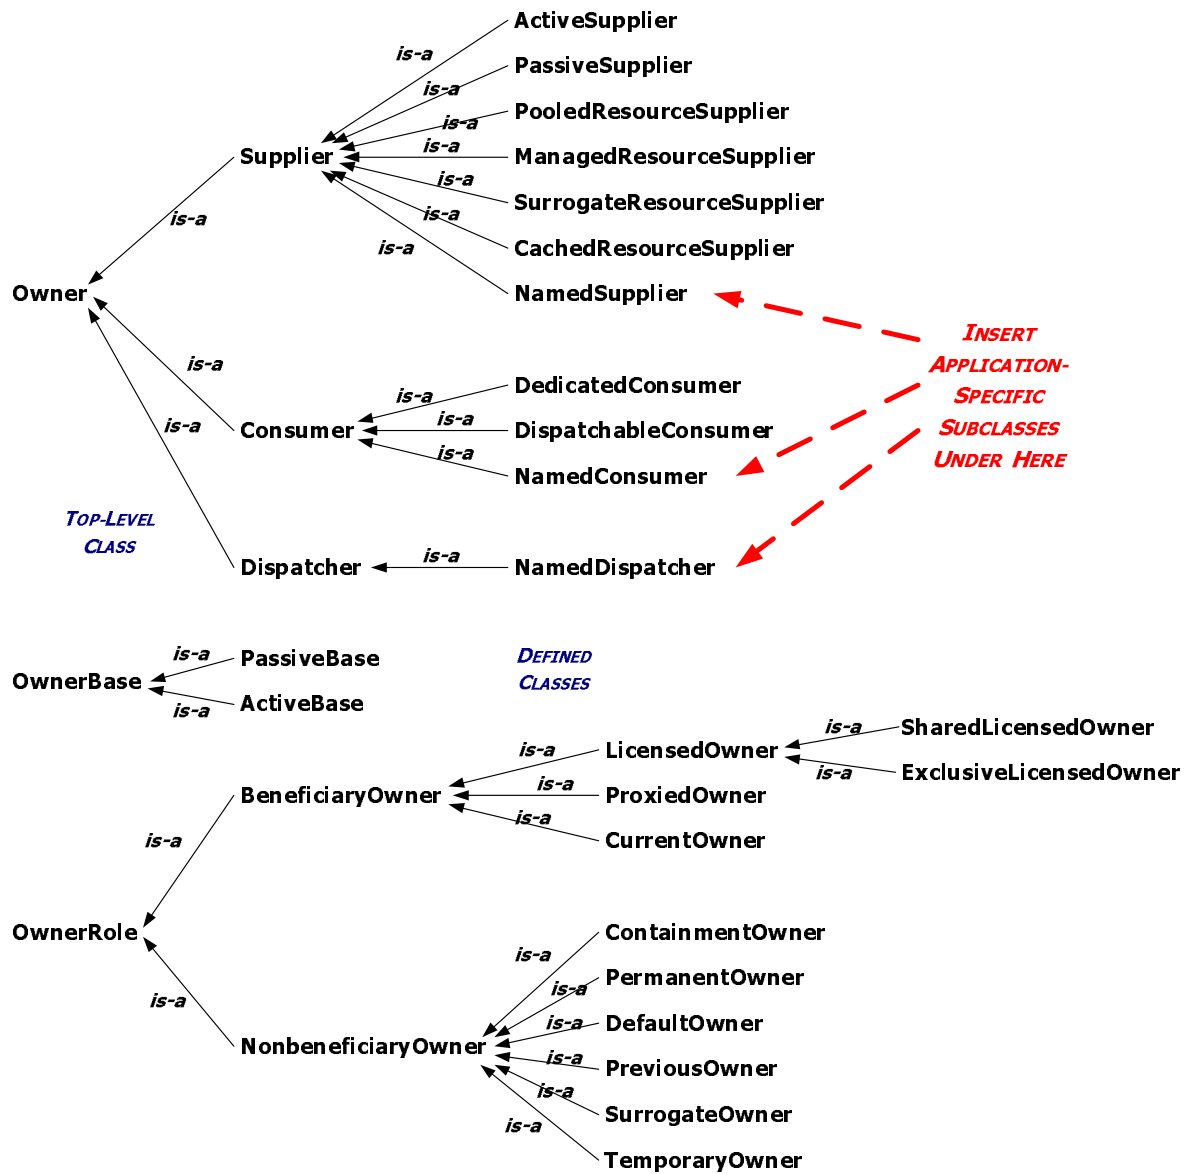 ActiveSupplier
is-a
PassiveSupplier
is-a
PooledResourceSupplier
is-a
Supplier
is-a
ManagedResourceSupplier
is-a
SurrogateResourceSupplier
is-a
is-a
CachedResourceSupplier
is-a
Owner
NamedSupplier
INSERT
APPLICATION-
SPECIFIC
SUBCLASSES
UNDER HERE
is-a
DedicatedConsumer
is-a
is-a
Consumer
is-a
DispatchableConsumer
is-a
NamedConsumer
TOP-LEVEL
CLASS
Dispatcher
is-a
NamedDispatcher
is-a
PassiveBase
OwnerBase
is-a
ActiveBase
DEFINED
CLASSES
SharedLicensedOwner
is-a
LicensedOwner
is-a
is-a
ExclusiveLicensedOwner
BeneficiaryOwner
is-a
ProxiedOwner
is-a
CurrentOwner
is-a
OwnerRole
ContainmentOwner
is-a
PermanentOwner
is-a
is-a
DefaultOwner
is-a
NonbeneficiaryOwner
is-a
PreviousOwner
is-a
SurrogateOwner
is-a
TemporaryOwner